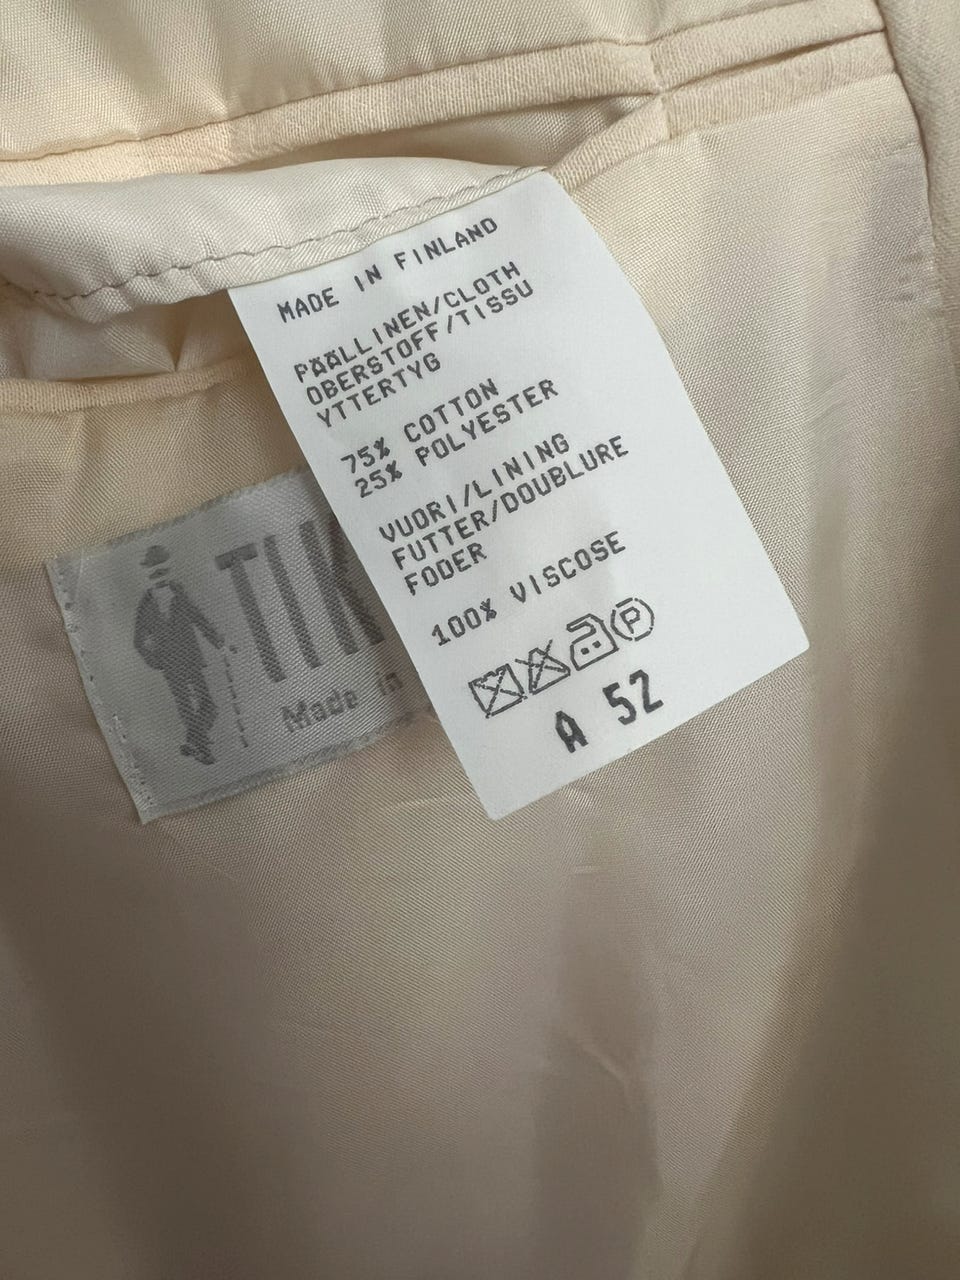 MADE IN FINLAND
PÄÄLLINEN/CLOTH
OBERSTOFF/TISSU
YTTERTYG
75% COTTON
25% POLYESTER
VUORI/LINING
FUTTER/DOUBLURE
FODER
100% VISCOSE
P
A 52
TIK
Made in